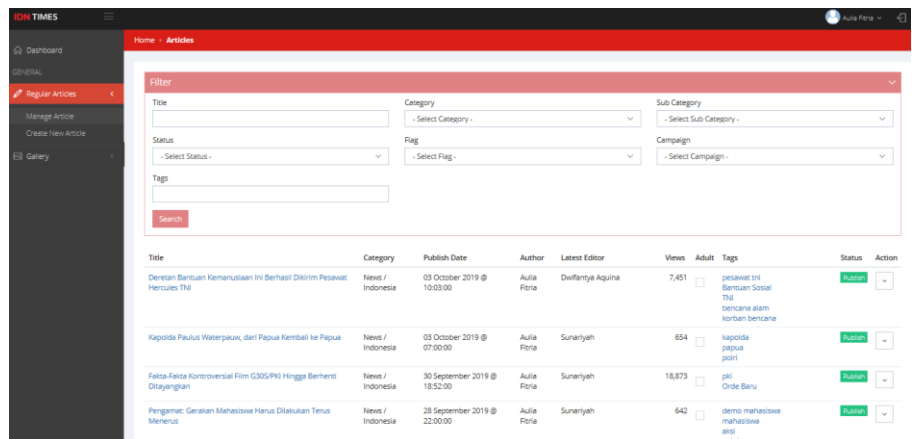 IDN TIMES
Aulia Fitria
Home - Articles
Dashboard
GENERAL
Regular Articles
Manage Article
Create New Article
Gallery
Filter
Title Category Sub Category
- Select Category - - Select Sub Category -
Status Flag Campaign
- Select Status - - Select Flag - - Select Campaign -
Tags
Search
Title Category Publish Date Author Latest Editor Views Adult Tags Status Action
Deretan Bantuan Kemanusiaan Ini Berhasil Dikirim Pesawat News / 03 October 2019 @ Aulia Dwifantya Aquina 7,451 pesawat tni Publish
Hercules TNI Indonesia 10:03:00 Fitria Bantuan Sosial
TNI
bencana alam
korban bencana
Kapolda Paulus Waterpauw, dari Papua Kembali ke Papua News / 03 October 2019 @ Aulia Sunariyah 654 kapolda Publish
Indonesia 07:00:00 Fitria papua
polri
Fakta-Fakta Kontroversial Film G30S/PKI Hingga Berhenti News / 30 September 2019 @ Aulia Sunariyah 18,873 pki Publish
Ditayangkan Indonesia 18:52:00 Fitria Orde Baru
Pengamat: Gerakan Mahasiswa Harus Dilakukan Terus News / 28 September 2019 @ Aulia Sunariyah 642 demo mahasiswa Publish
Menerus Indonesia 22:00:00 Fitria mahasiswa
aksi